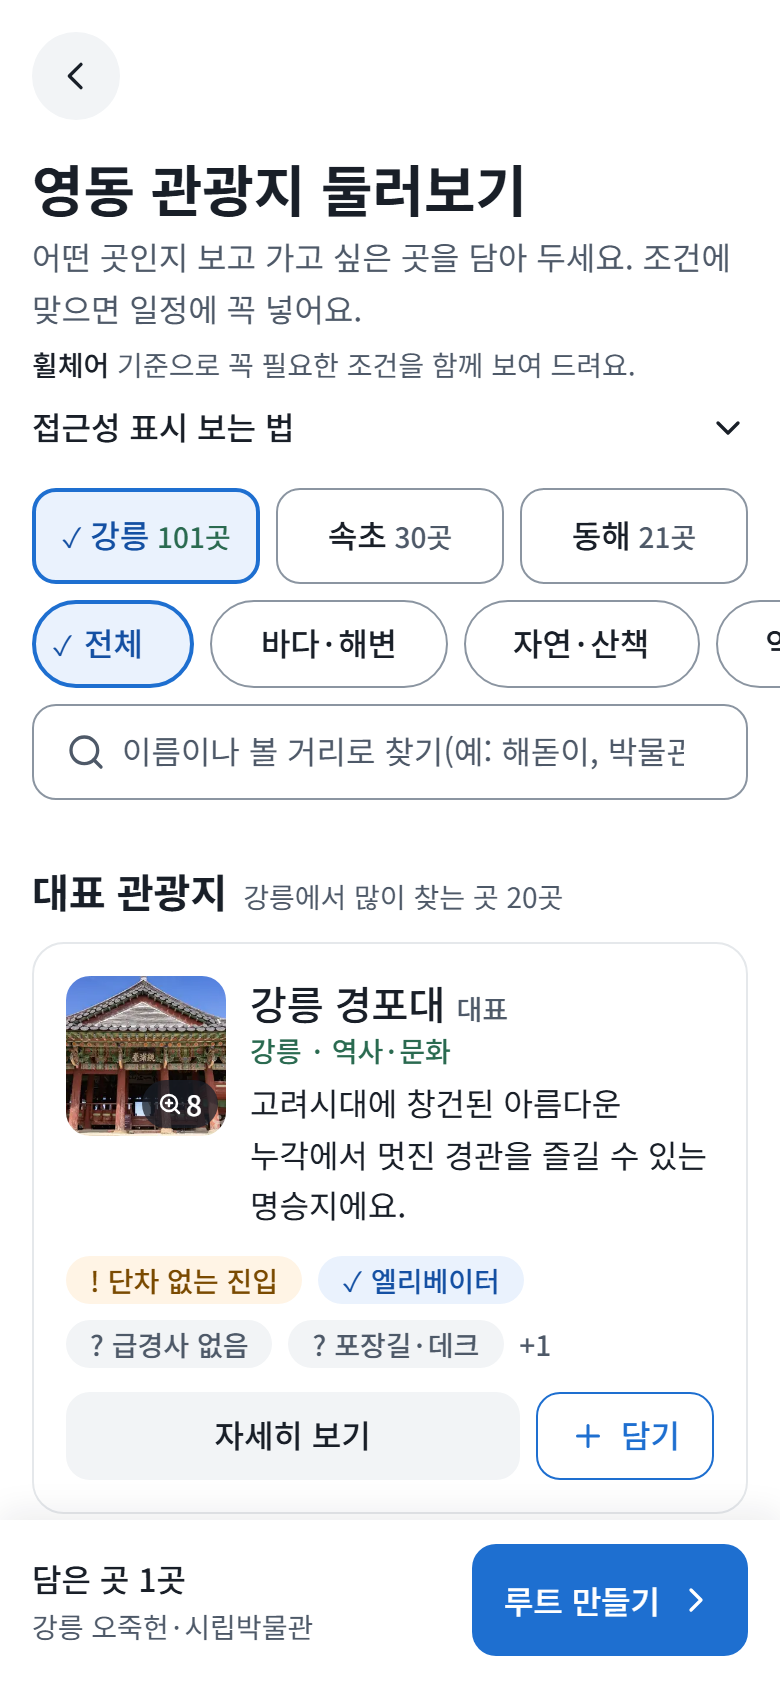 영동 관광지 둘러보기
어떤 곳인지 보고 가고 싶은 곳을 담아 두세요. 조건에
맞으면 일정에 꼭 넣어요.
휠체어 기준으로 꼭 필요한 조건을 함께 보여 드려요.
접근성 표시 보는 법
✓ 강릉 101곳 속초 30곳 동해 21곳
✓ 전체 바다·해변 자연·산책
이름이나 볼 거리로 찾기(예: 해돋이, 박물관
대표 관광지 강릉에서 많이 찾는 곳 20곳
강릉 경포대 대표
강릉 · 역사·문화
고려시대에 창건된 아름다운
8
누각에서 멋진 경관을 즐길 수 있는
명승지에요.
! 단차 없는 진입 ✓ 엘리베이터
? 급경사 없음 ? 포장길·데크 +1
자세히 보기 + 담기
담은 곳 1곳
강릉 오죽헌·시립박물관
루트 만들기